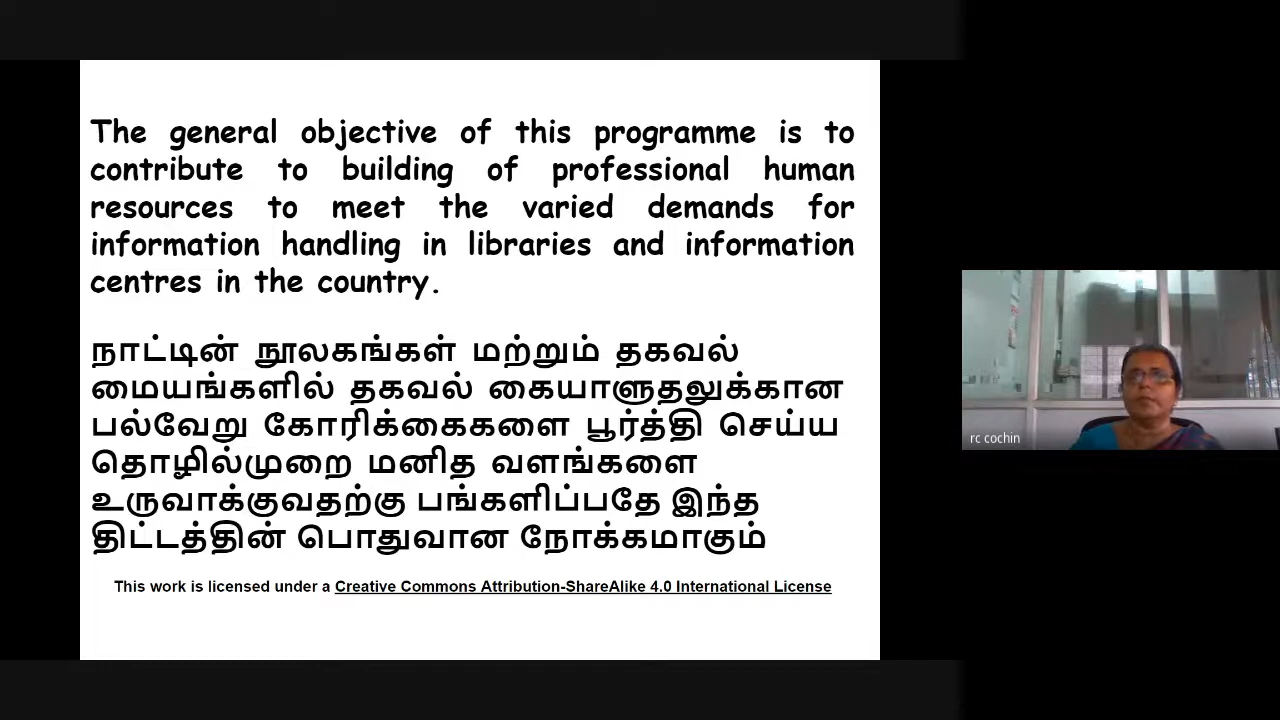 The general objective of this programme is to
contribute to building of professional human
resources to meet the varied demands for
information handling in libraries and information
centres in the country.
நாட்டின் நூலகங்கள் மற்றும் தகவல்
மையங்களில் தகவல் கையாளுதலுக்கான
பல்வேறு கோரிக்கைகளை பூர்த்தி செய்ய
தொழில்முறை மனித வளங்களை
உருவாக்குவதற்கு பங்களிப்பதே இந்த
திட்டத்தின் பொதுவான நோக்கமாகும்
This work is licensed under a Creative Commons Attribution-ShareAlike 4.0 International License
rc cochin